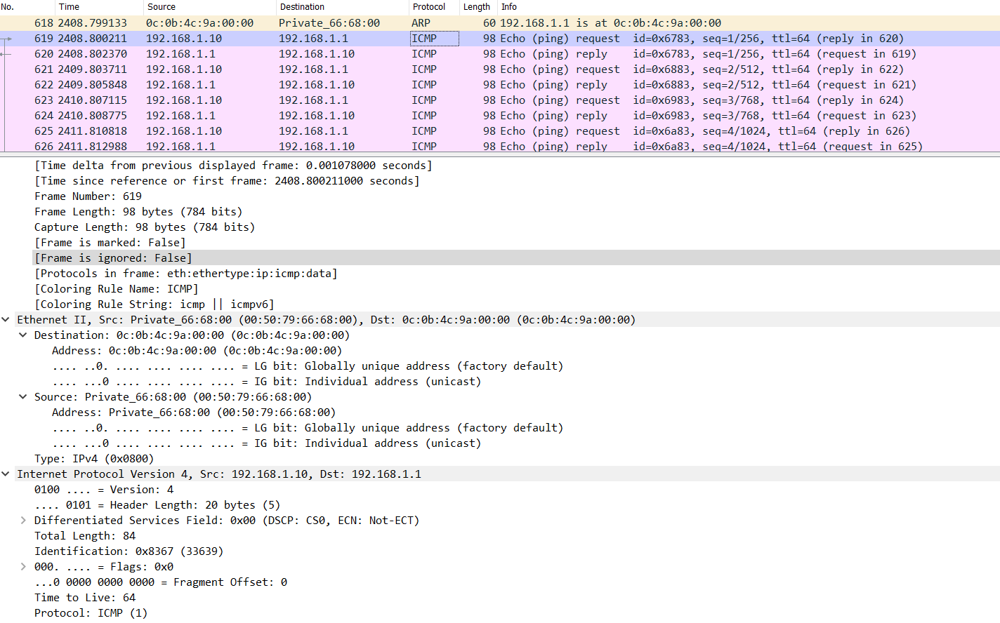 No. Time Source Destination Protocol Length Info
618 2408.799133 0c:0b:4c:9a:00:00 Private_66:68:00 ARP 60 192.168.1.1 is at 0c:0b:4c:9a:00:00
619 2408.800211 192.168.1.10 192.168.1.1 ICMP 98 Echo (ping) request id=0x6783, seq=1/256, ttl=64 (reply in 620)
620 2408.802370 192.168.1.1 192.168.1.10 ICMP 98 Echo (ping) reply id=0x6783, seq=1/256, ttl=64 (request in 619)
621 2409.803711 192.168.1.10 192.168.1.1 ICMP 98 Echo (ping) request id=0x6883, seq=2/512, ttl=64 (reply in 622)
622 2409.805848 192.168.1.1 192.168.1.10 ICMP 98 Echo (ping) reply id=0x6883, seq=2/512, ttl=64 (request in 621)
623 2410.807115 192.168.1.10 192.168.1.1 ICMP 98 Echo (ping) request id=0x6983, seq=3/768, ttl=64 (reply in 624)
624 2410.808775 192.168.1.1 192.168.1.10 ICMP 98 Echo (ping) reply id=0x6983, seq=3/768, ttl=64 (request in 623)
625 2411.810818 192.168.1.10 192.168.1.1 ICMP 98 Echo (ping) request id=0x6a83, seq=4/1024, ttl=64 (reply in 626)
626 2411.812988 192.168.1.1 192.168.1.10 ICMP 98 Echo (ping) reply id=0x6a83, seq=4/1024, ttl=64 (request in 625)
[Time delta from previous displayed frame: 0.001078000 seconds]
[Time since reference or first frame: 2408.800211000 seconds]
Frame Number: 619
Frame Length: 98 bytes (784 bits)
Capture Length: 98 bytes (784 bits)
[Frame is marked: False]
[Frame is ignored: False]
[Protocols in frame: eth:ethertype:ip:icmp:data]
[Coloring Rule Name: ICMP]
[Coloring Rule String: icmp || icmpv6]
Ethernet II, Src: Private_66:68:00 (00:50:79:66:68:00), Dst: 0c:0b:4c:9a:00:00 (0c:0b:4c:9a:00:00)
Destination: 0c:0b:4c:9a:00:00 (0c:0b:4c:9a:00:00)
Address: 0c:0b:4c:9a:00:00 (0c:0b:4c:9a:00:00)
.... ..0. .... .... .... .... = LG bit: Globally unique address (factory default)
.... ...0 .... .... .... .... = IG bit: Individual address (unicast)
Source: Private_66:68:00 (00:50:79:66:68:00)
Address: Private_66:68:00 (00:50:79:66:68:00)
.... ..0. .... .... .... .... = LG bit: Globally unique address (factory default)
.... ...0 .... .... .... .... = IG bit: Individual address (unicast)
Type: IPv4 (0x0800)
Internet Protocol Version 4, Src: 192.168.1.10, Dst: 192.168.1.1
0100 .... = Version: 4
.... 0101 = Header Length: 20 bytes (5)
Differentiated Services Field: 0x00 (DSCP: CS0, ECN: Not-ECT)
Total Length: 84
Identification: 0x8367 (33639)
000. .... = Flags: 0x0
...0 0000 0000 0000 = Fragment Offset: 0
Time to Live: 64
Protocol: ICMP (1)